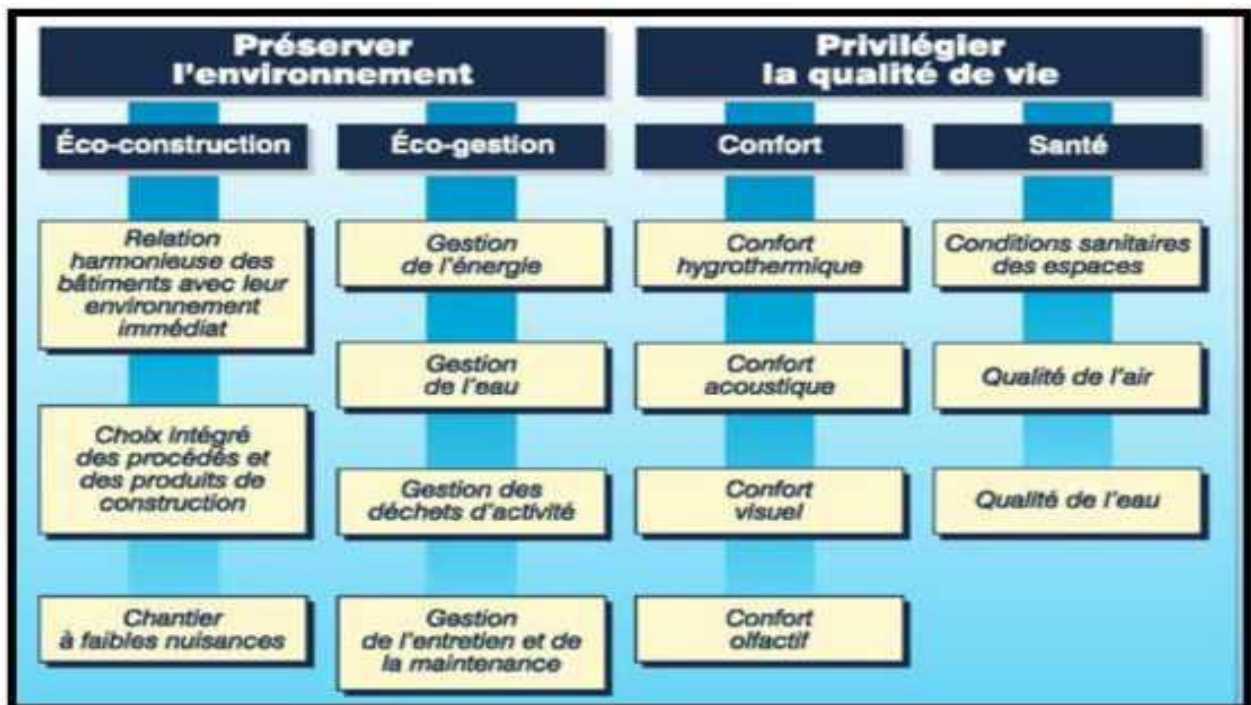 Préserver
l'environnement
Privilégier
la qualité de vie
Éco-construction
Éco-gestion
Confort
Santé
Relation
harmonieuse des
bâtiments avec leur
environnement
immédiat
Choix intégré
des procédés et
des produits de
construction
Chantier
à faibles nuisances
Gestion
de l'énergie
Gestion
de l'eau
Gestion des
déchets d'activité
Gestion
de l'entretien et de
la maintenance
Confort
hygrothermique
Confort
acoustique
Confort
visuel
Confort
olfactif
Conditions sanitaires
des espaces
Qualité de l'air
Qualité de l'eau